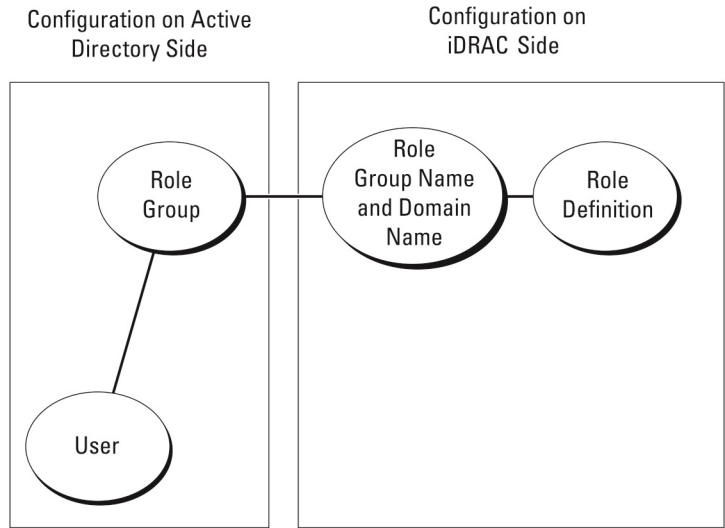 Configuration on Active
Directory Side
Configuration on
iDRAC Side
Role
Group
Role
Group Name
and Domain
Name
Role
Definition
User